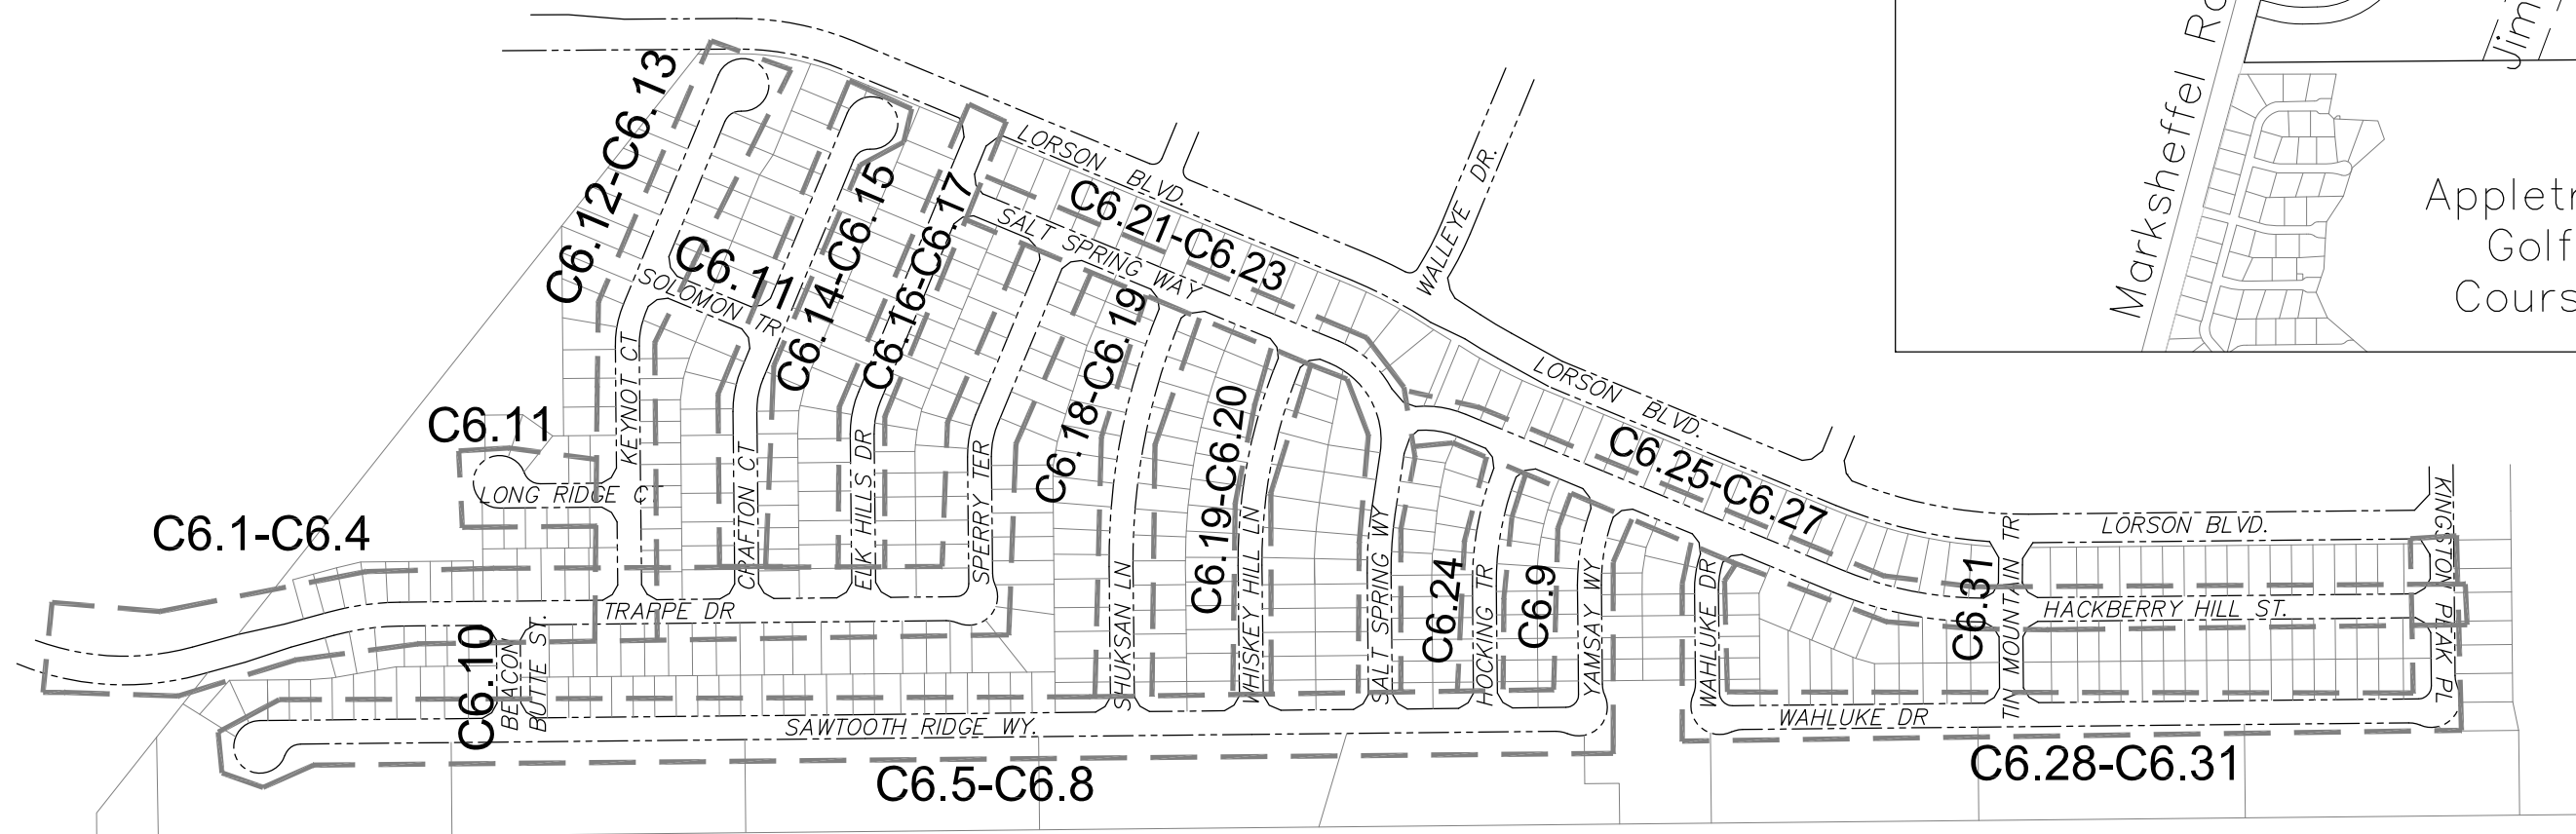 Marksheffel Ro
Jim
Appletr
Golf
Cours
C6.12-C6.13
LORSON BLVD.
C6.21-C6.23
WALLEYE DR.
SALT SPRING WAY
C6.11
SOLOMON TR
C6.14-C6.15
C6.16-C6.17
C6.18-C6.19
KEYNOT CT
LORSON BLVD.
C6.11
LONG RIDGE CT
CRAFTON CT
ELK HILLS DR
SPERRY TER
C6.19-C6.20
C6.25-C6.27
C6.1-C6.4
SHUKSAN LN
WHISKEY HILL LN
SALT SPRING WY
C6.24
HOCKING TR
C6.9
YAMSAY WY
WAHLUKE DR
C6.31
TIN MOUNTAIN TR
LORSON BLVD.
KINGSTON PEAK PL
TRAPPE DR
HACKBERRY HILL ST.
C6.10
BEACON
BUTTE ST.
SAWTOOTH RIDGE WY.
WAHLUKE DR
C6.5-C6.8
C6.28-C6.31